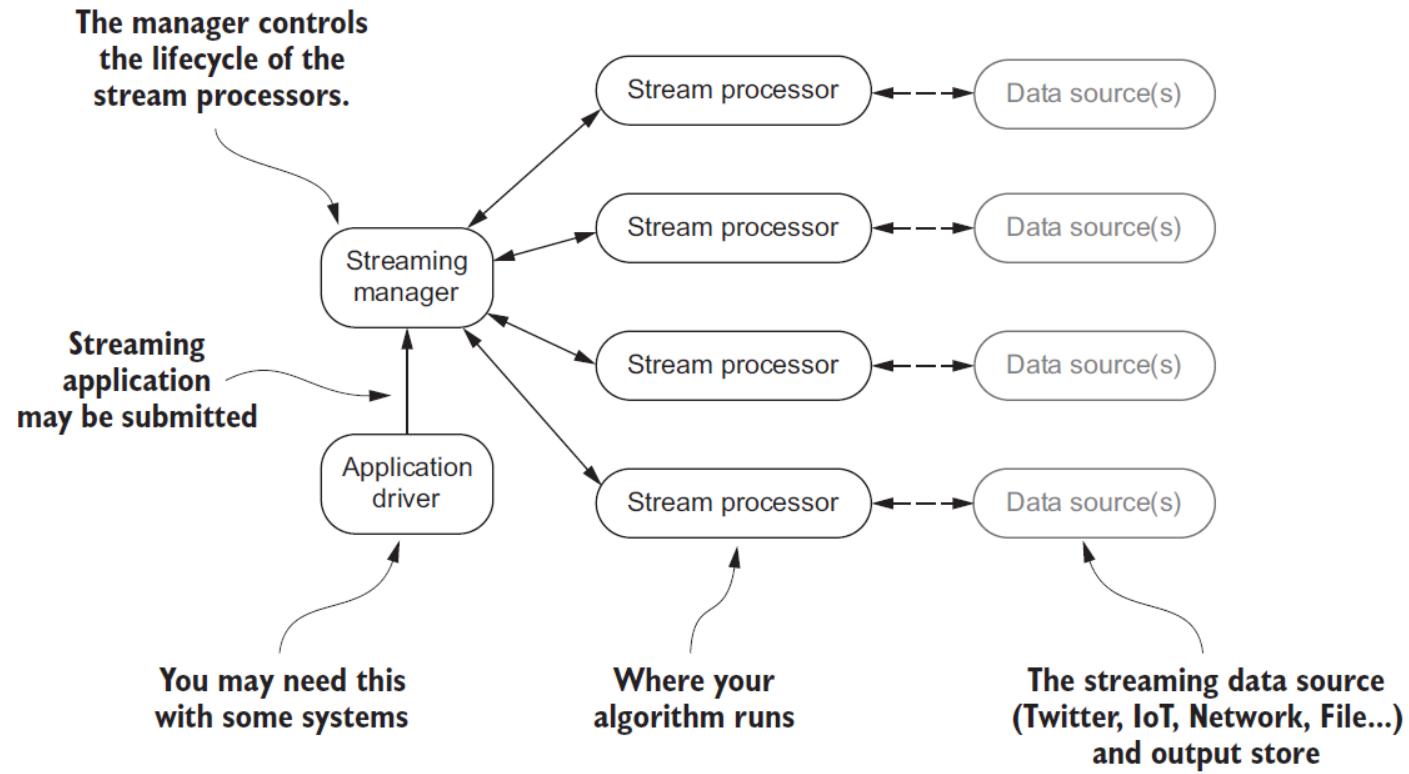 The manager controls
the lifecycle of the
stream processors.
Stream processor
Data source(s)
Stream processor
Data source(s)
Streaming
manager
Stream processor
Data source(s)
Streaming
application
may be submitted
Application
driver
Stream processor
Data source(s)
You may need this
with some systems
Where your
algorithm runs
The streaming data source
(Twitter, IoT, Network, File...)
and output store